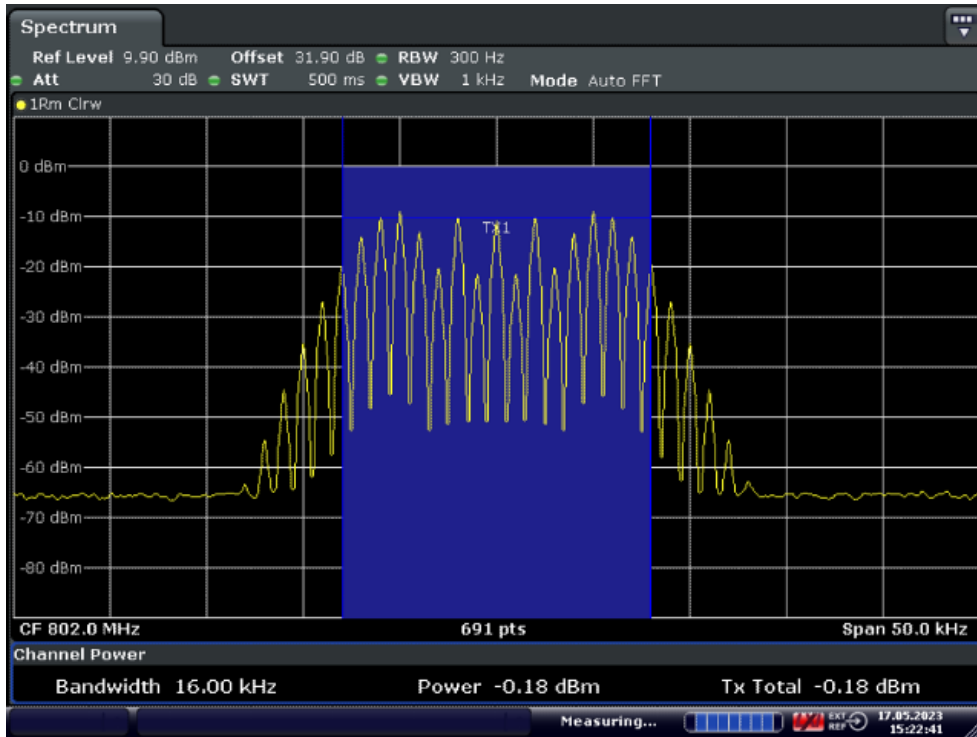 Spectrum
Ref Level 9.90 dBm Offset 31.90 dB RBW 300 Hz
Att 30 dB SWT 500 ms VBW 1 kHz Mode Auto FFT
1Rm Clrw
0 dBm
-10 dBm
TX1
-20 dBm
-30 dBm
-40 dBm
-50 dBm
-60 dBm
-70 dBm
-80 dBm
CF 802.0 MHz 691 pts Span 50.0 kHz
Channel Power
Bandwidth 16.00 kHz Power -0.18 dBm Tx Total -0.18 dBm
Measuring... EXT REF 17.05.2023
15:22:41